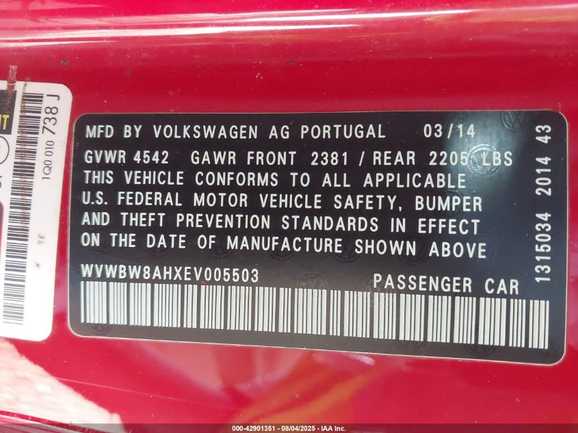 MFD BY VOLKSWAGEN AG PORTUGAL 03/14
GVWR 4542 GAWR FRONT 2381 / REAR 2205 LBS
THIS VEHICLE CONFORMS TO ALL APPLICABLE
U.S. FEDERAL MOTOR VEHICLE SAFETY, BUMPER
AND THEFT PREVENTION STANDARDS IN EFFECT
ON THE DATE OF MANUFACTURE SHOWN ABOVE
WVWBW8AHXEV005503 PASSENGER CAR
1315034 2014 43
1Q0 010 738 J
000-42901351 - 08/04/2025 - IAA Inc.